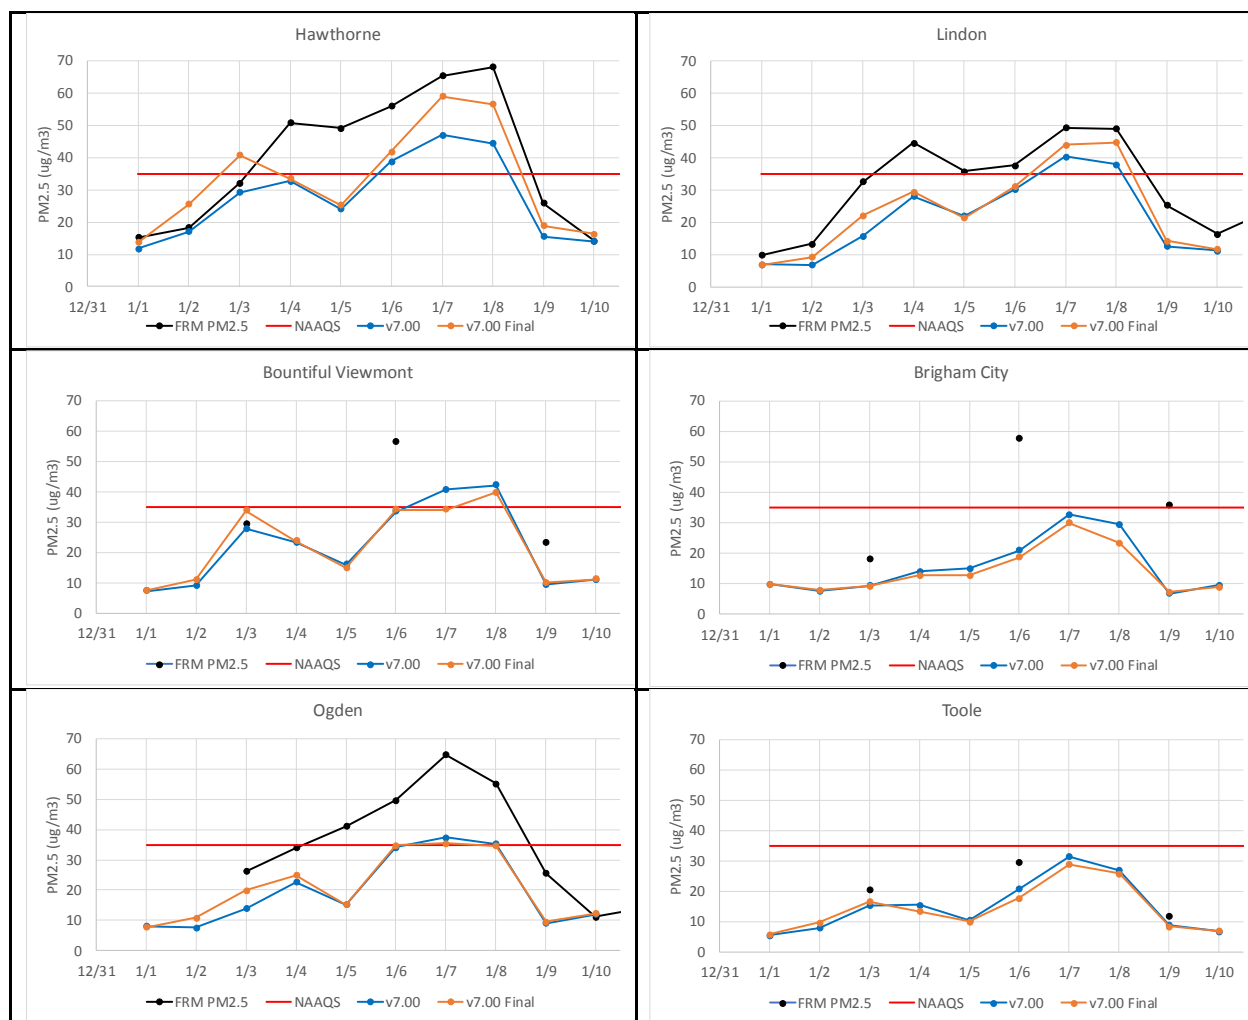 Hawthorne
PM2.5 (ug/m3)
70
60
50
40
30
20
10
0
12/31 1/1 1/2 1/3 1/4 1/5 1/6 1/7 1/8 1/9 1/10
FRM PM2.5 NAAQS v7.00 v7.00 Final
Lindon
PM2.5 (ug/m3)
70
60
50
40
30
20
10
0
12/31 1/1 1/2 1/3 1/4 1/5 1/6 1/7 1/8 1/9 1/10
FRM PM2.5 NAAQS v7.00 v7.00 Final
Bountiful Viewmont
PM2.5 (ug/m3)
70
60
50
40
30
20
10
0
12/31 1/1 1/2 1/3 1/4 1/5 1/6 1/7 1/8 1/9 1/10
FRM PM2.5 NAAQS v7.00 v7.00 Final
Brigham City
PM2.5 (ug/m3)
70
60
50
40
30
20
10
0
12/31 1/1 1/2 1/3 1/4 1/5 1/6 1/7 1/8 1/9 1/10
FRM PM2.5 NAAQS v7.00 v7.00 Final
Ogden
PM2.5 (ug/m3)
70
60
50
40
30
20
10
0
12/31 1/1 1/2 1/3 1/4 1/5 1/6 1/7 1/8 1/9 1/10
FRM PM2.5 NAAQS v7.00 v7.00 Final
Toole
PM2.5 (ug/m3)
70
60
50
40
30
20
10
0
12/31 1/1 1/2 1/3 1/4 1/5 1/6 1/7 1/8 1/9 1/10
FRM PM2.5 NAAQS v7.00 v7.00 Final